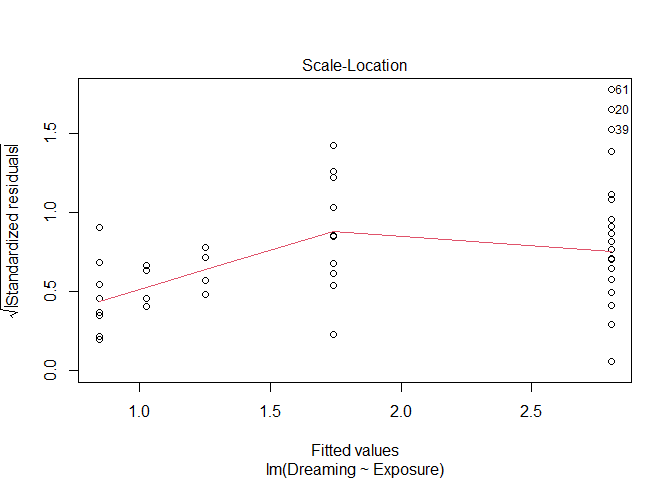 Scale-Location
√|Standardized residuals|
1.5
1.0
0.5
0.0
61
20
39
1.0 1.5 2.0 2.5
Fitted values
lm(Dreaming ~ Exposure)